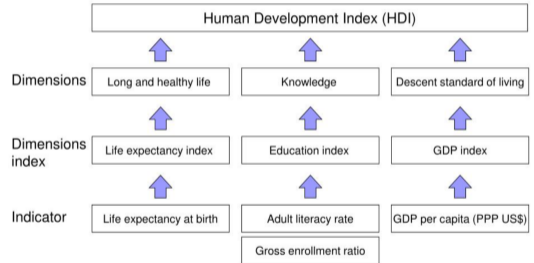 Human Development Index (HDI)
Dimensions Long and healthy life Knowledge Descent standard of living
Dimensions
index
Life expectancy index Education index GDP index
Indicator Life expectancy at birth Adult literacy rate GDP per capita (PPP US$)
Gross enrollment ratio